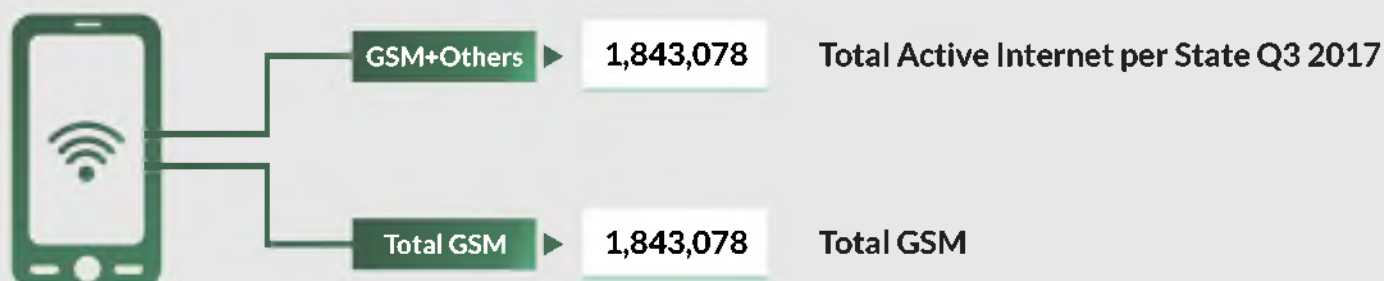 GSM+Others 1,843,078 Total Active Internet per State Q3 2017
Total GSM 1,843,078 Total GSM